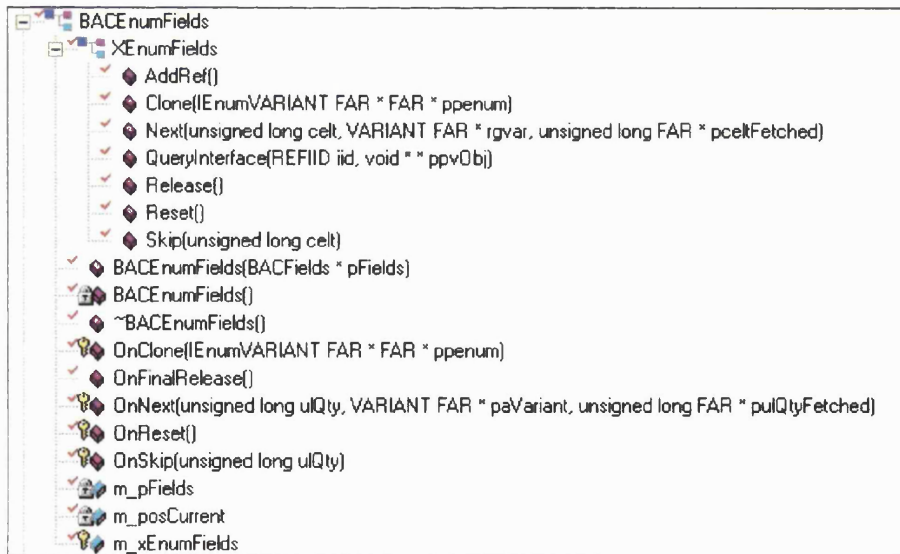 BACEnumFields
XEnumFields
AddRef()
Clone(IEnumVARIANT FAR * FAR * ppenum)
Next(unsigned long celt, VARIANT FAR * rgvar, unsigned long FAR * pceltFetched)
QueryInterface(REFIID iid, void * * ppvObj)
Release()
Reset()
Skip(unsigned long celt)
BACEnumFields(BACFields * pFields)
BACEnumFields()
~BACEnumFields()
OnClone(IEnumVARIANT FAR * FAR * ppenum)
OnFinalRelease()
OnNext(unsigned long ulQty, VARIANT FAR * paVariant, unsigned long FAR * pulQtyFetched)
OnReset()
OnSkip(unsigned long ulQty)
m_pFields
m_posCurrent
m_xEnumFields